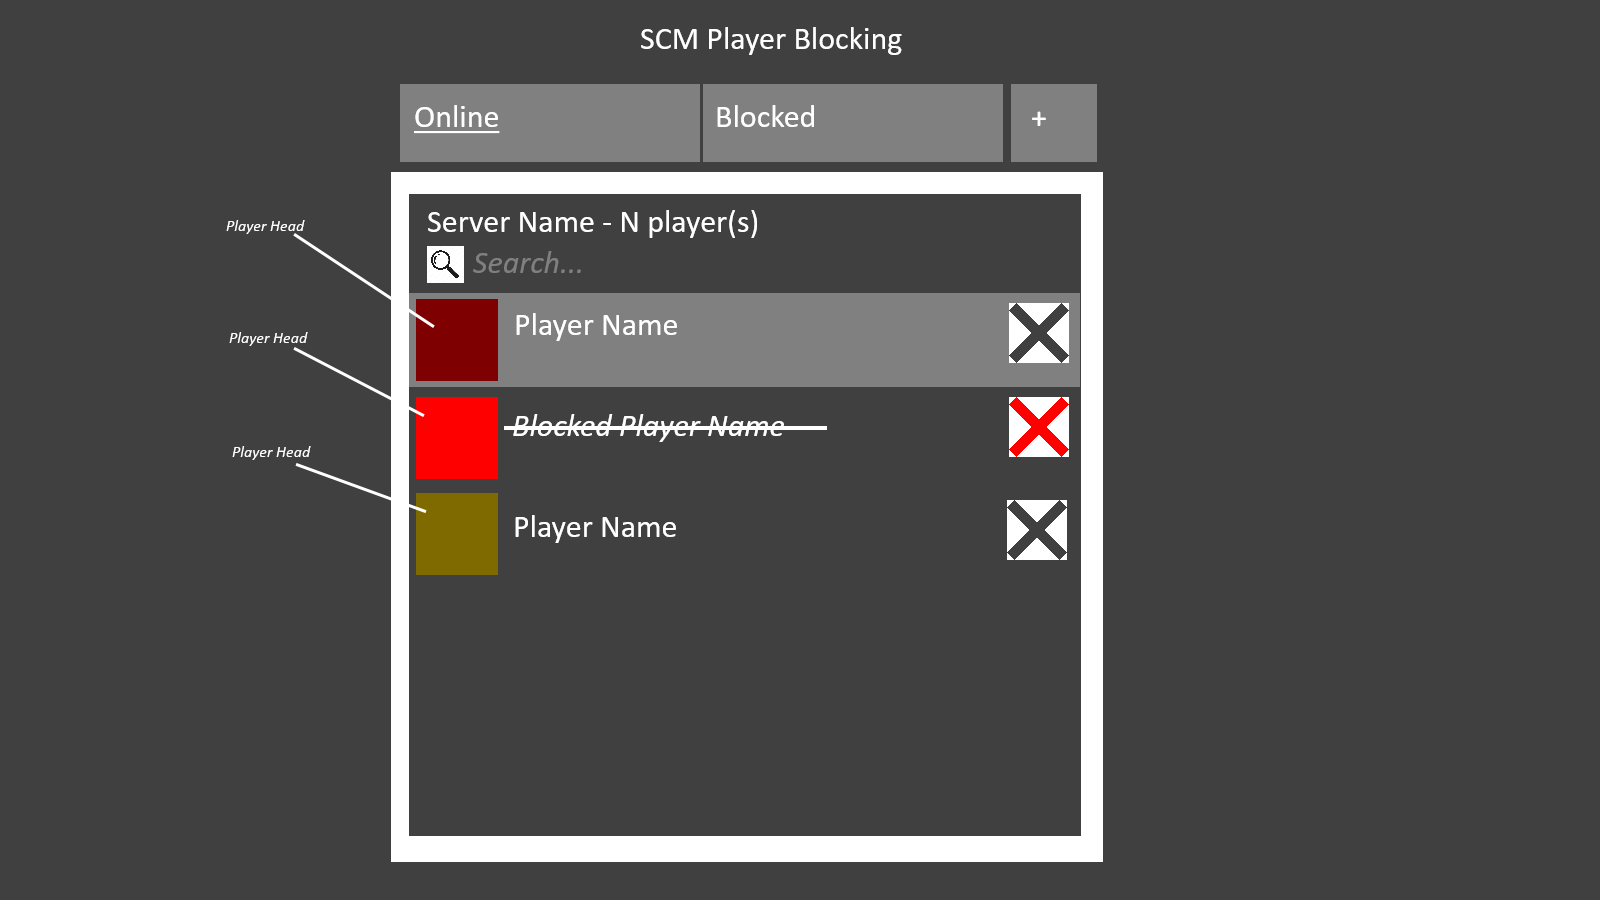 SCM Player Blocking
Online
Blocked
+
Server Name - N player(s)
Search...
Player Head
Player Name
Player Head
Blocked Player Name
Player Head
Player Name